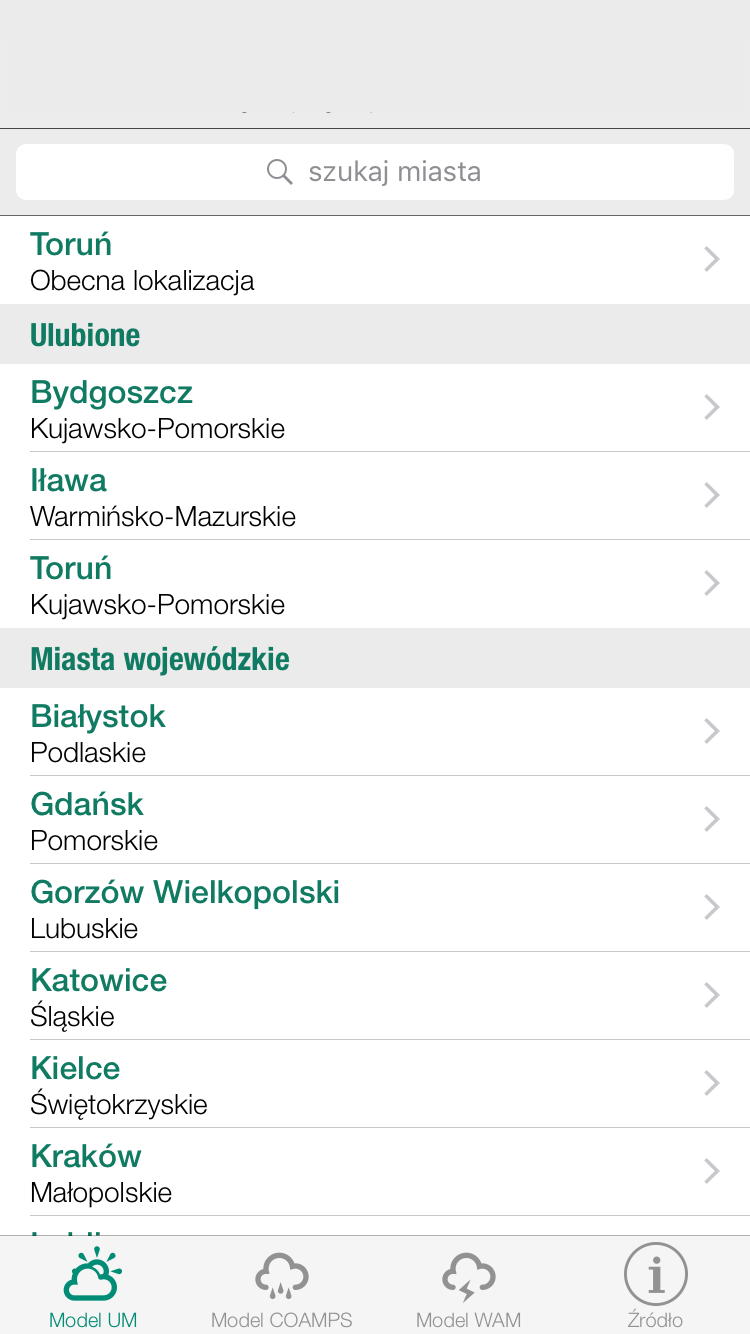 szukaj miasta
Toruń
Obecna lokalizacja
Ulubione
Bydgoszcz
Kujawsko-Pomorskie
Iława
Warmińsko-Mazurskie
Toruń
Kujawsko-Pomorskie
Miasta wojewódzkie
Białystok
Podlaskie
Gdańsk
Pomorskie
Gorzów Wielkopolski
Lubuskie
Katowice
Śląskie
Kielce
Świętokrzyskie
Kraków
Małopolskie
Model UM
Model COAMPS
Model WAM
Źródło